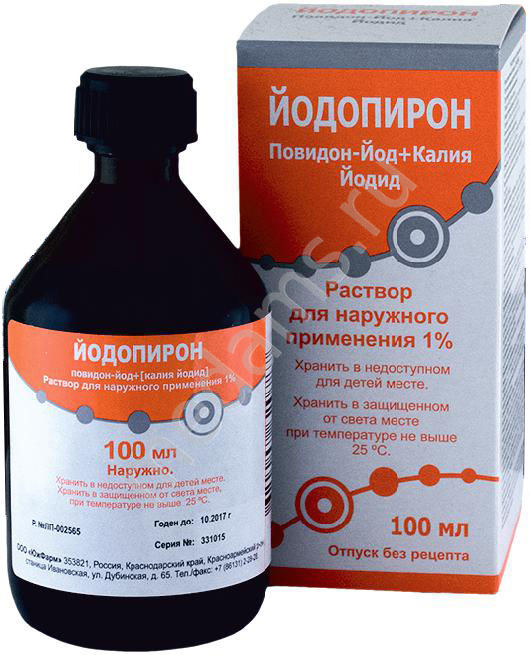 Повидон-Йод+Калия
Йодид
ЙОДОПИРОН
Повидон-Йод+Калия
Йодид
Раствор
для наружного
применения 1%
Хранить в недоступном
для детей месте.
Хранить в защищенном
от света месте
при температуре не выше
25 ºС.
100 мл
Отпуск без рецепта
ЙОДОПИРОН
повидон-йод+[калия йодид]
Раствор для наружного применения 1%
100 мл
Наружно.
Хранить в недоступном для детей месте.
Хранить в защищенном от света месте,
при температуре не выше 25 ºС.
Р. №ЛП-002565
Годен до: 10.2017 г
Серия №: 331015
ООО «ЮжФарм» 353821, Россия, Краснодарский край, Красноармейский
станица Ивановская, ул. Дубинская, д. 65. Тел./факс: +7 (86131)